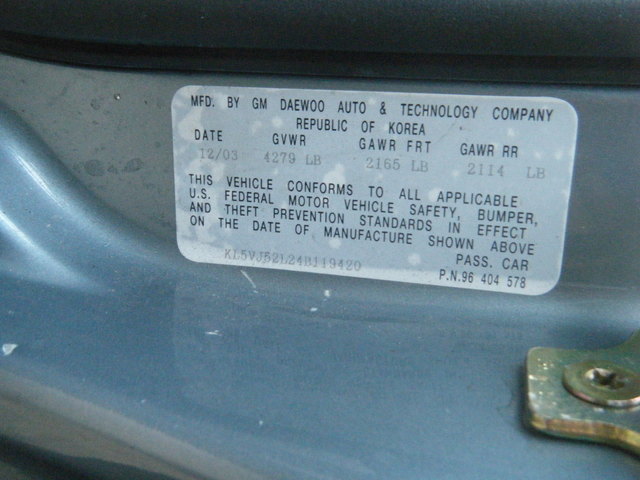 MFD. BY GM DAEWOO AUTO & TECHNOLOGY COMPANY
REPUBLIC OF KOREA
DATE GVWR GAWR FRT GAWR RR
12/03 4279 LB 2165 LB 2114 LB
THIS VEHICLE CONFORMS TO ALL APPLICABLE
U.S. FEDERAL MOTOR VEHICLE SAFETY, BUMPER,
AND THEFT PREVENTION STANDARDS IN EFFECT
ON THE DATE OF MANUFACTURE SHOWN ABOVE
PASS. CAR
KL5VJ52L24B119420
P.N.96 404 578